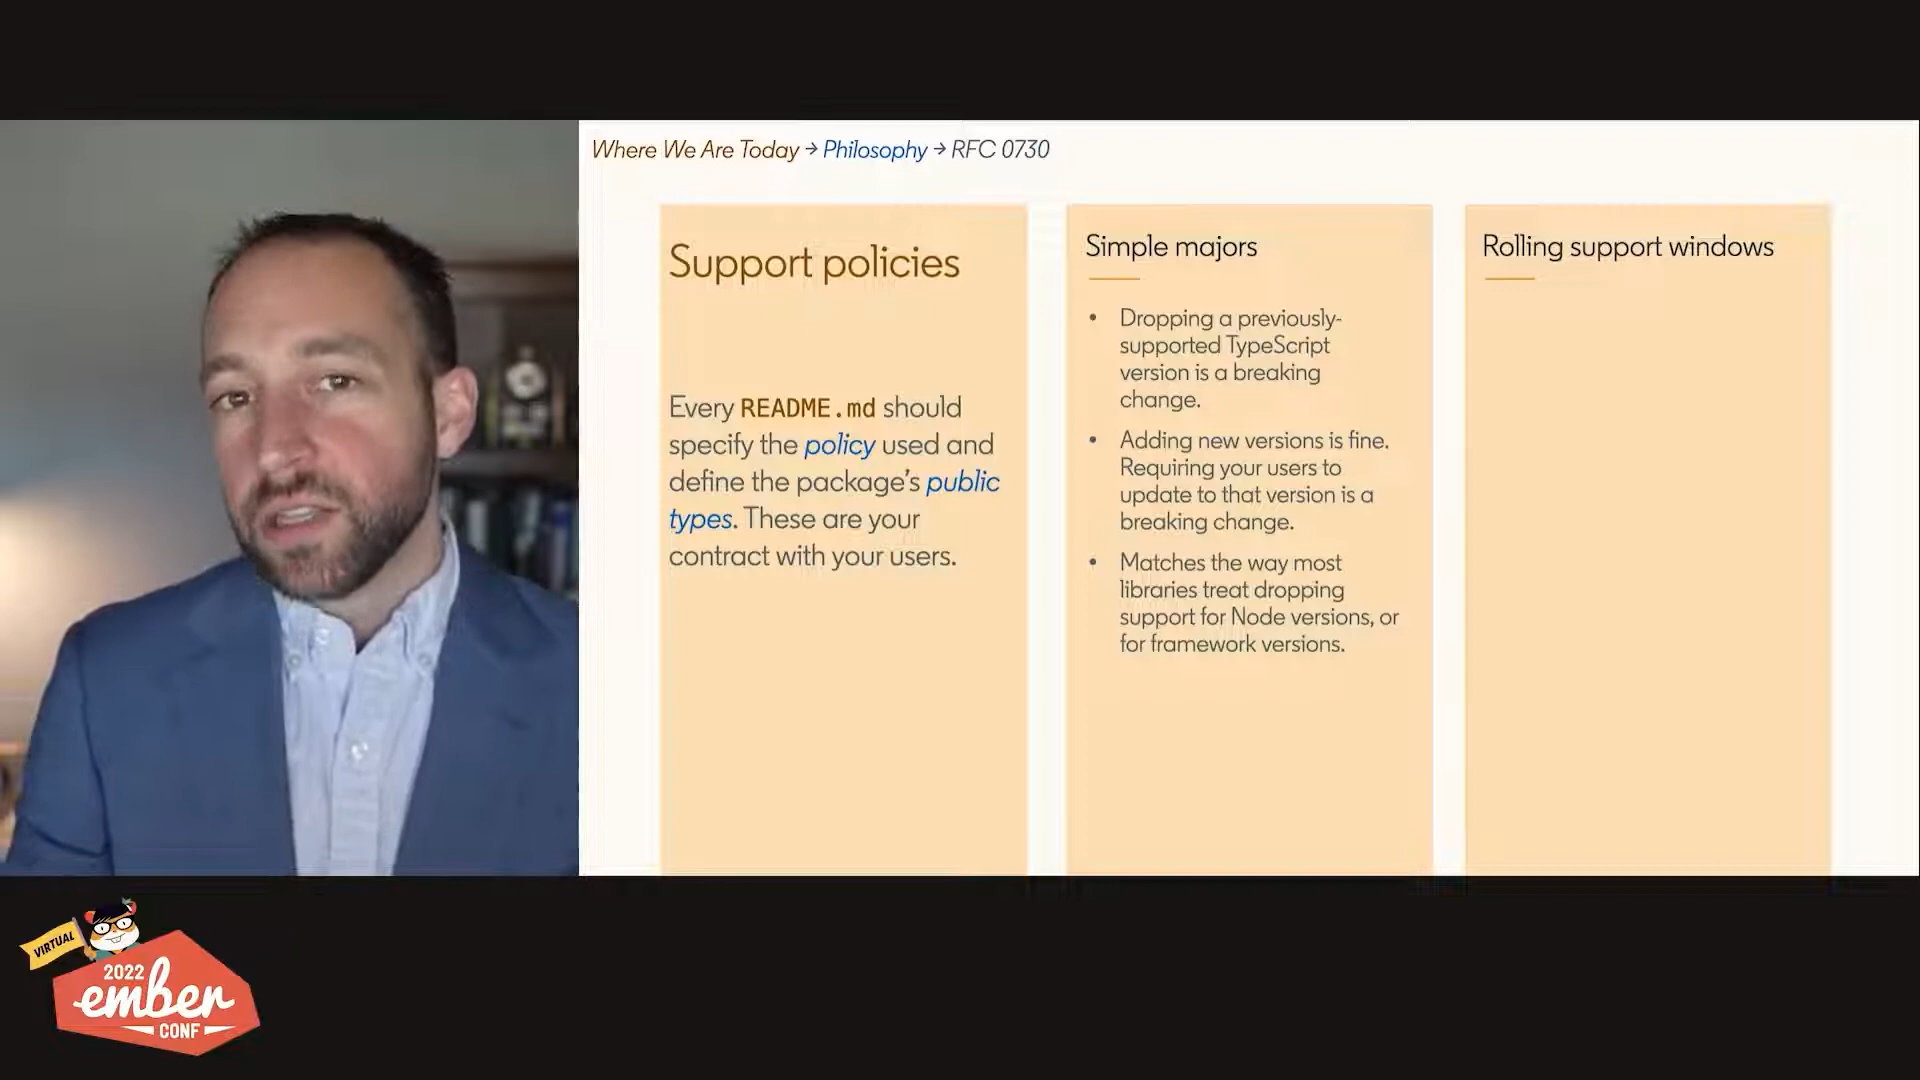 Where We Are Today → Philosophy → RFC 0730
Support policies
Every README.md should
specify the policy used and
define the package's public
types. These are your
contract with your users.
Simple majors
• Dropping a previously-
supported TypeScript
version is a breaking
change.
• Adding new versions is fine.
Requiring your users to
update to that version is a
breaking change.
• Matches the way most
libraries treat dropping
support for Node versions, or
for framework versions.
Rolling support windows
VIRTUAL
2022
ember
CONF